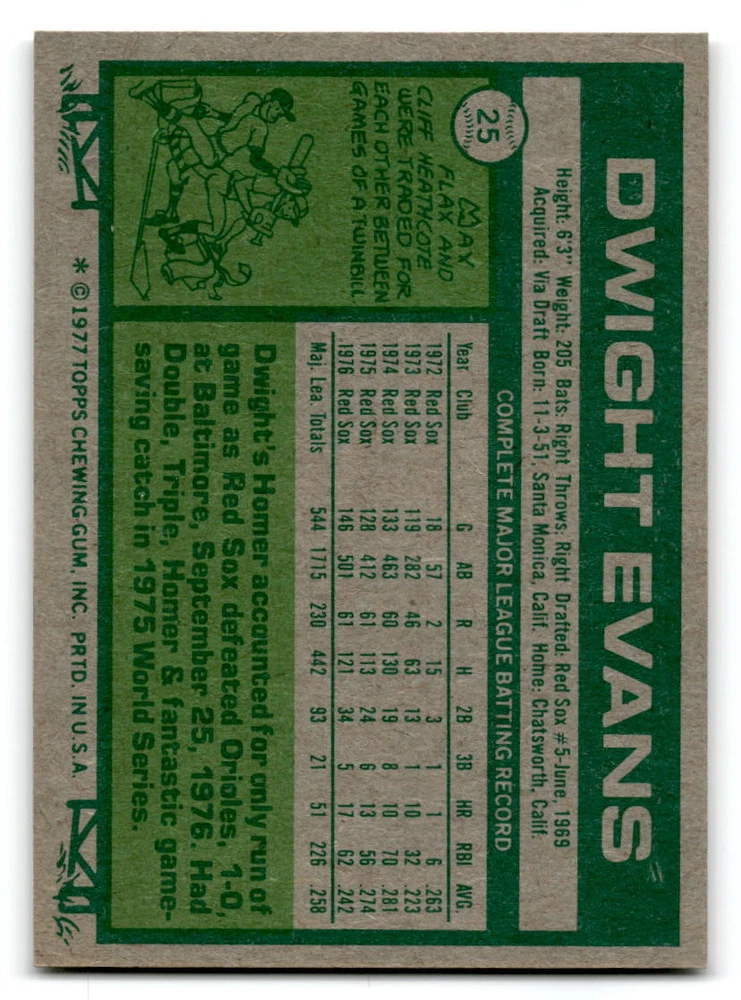 25
DWIGHT EVANS
Height: 6'3" Weight: 205 Bats: Right Throws: Right Drafted: Red Sox #5-June, 1969
Acquired: Via Draft Born: 11-3-51, Santa Monica, Calif. Home: Chatsworth, Calif.
COMPLETE MAJOR LEAGUE BATTING RECORD
Year Club G AB R H 2B 3B HR RBI AVG.
1972 Red Sox 18 57 2 15 3 1 1 6 .263
1973 Red Sox 119 282 46 63 13 1 10 32 .223
1974 Red Sox 133 463 60 130 19 8 10 70 .281
1975 Red Sox 128 412 61 113 24 6 13 56 .274
1976 Red Sox 146 501 61 121 34 5 17 62 .242
Maj. Lea. Totals 544 1715 230 442 93 21 51 226 .258
MAX
FLAX AND
CLIFF HEATHCOTE
WERE TRADED FOR
EACH OTHER BETWEEN
GAMES OF A TWINBILL
Dwight's Homer accounted for only run of
game as Red Sox defeated Orioles, 1-0,
at Baltimore, September 25, 1976. Had
Double, Triple, Homer & fantastic game-
saving catch in 1975 World Series.
* © 1977 TOPPS CHEWING GUM, INC. PRTD. IN U.S.A.